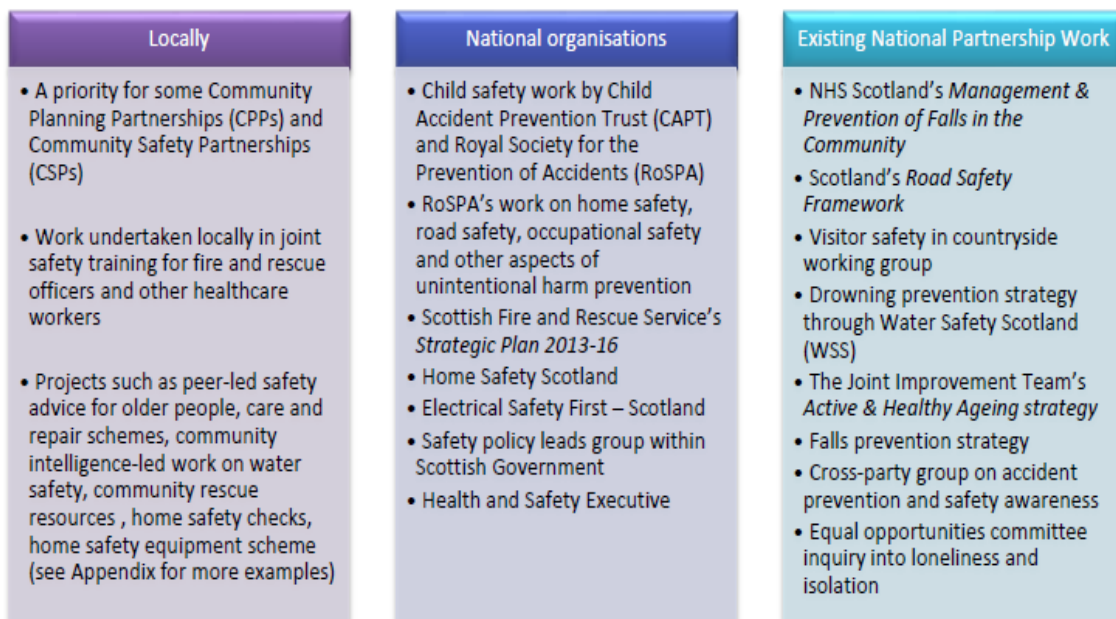 Locally
• A priority for some Community
Planning Partnerships (CPPs) and
Community Safety Partnerships
(CSPs)
• Work undertaken locally in joint
safety training for fire and rescue
officers and other healthcare
workers
• Projects such as peer-led safety
advice for older people, care and
repair schemes, community
intelligence-led work on water
safety, community rescue
resources , home safety checks,
home safety equipment scheme
(see Appendix for more examples)
National organisations
• Child safety work by Child
Accident Prevention Trust (CAPT)
and Royal Society for the
Prevention of Accidents (RoSPA)
• RoSPA's work on home safety,
road safety, occupational safety
and other aspects of
unintentional harm prevention
• Scottish Fire and Rescue Service's
Strategic Plan 2013-16
• Home Safety Scotland
• Electrical Safety First – Scotland
• Safety policy leads group within
Scottish Government
• Health and Safety Executive
Existing National Partnership Work
• NHS Scotland's Management &
Prevention of Falls in the
Community
• Scotland's Road Safety
Framework
• Visitor safety in countryside
working group
• Drowning prevention strategy
through Water Safety Scotland
(WSS)
• The Joint Improvement Team's
Active & Healthy Ageing strategy
• Falls prevention strategy
• Cross-party group on accident
prevention and safety awareness
• Equal opportunities committee
inquiry into loneliness and
isolation